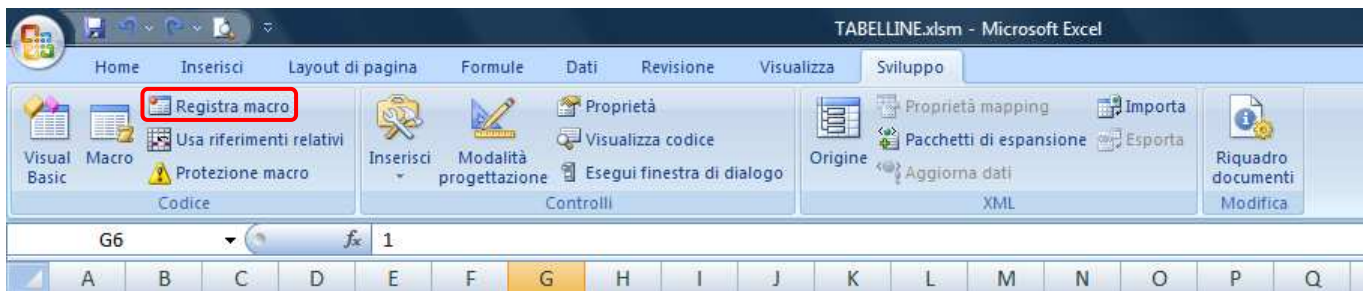 TABELLINE.xlsm - Microsoft Excel
Home Inserisci Layout di pagina Formule Dati Revisione Visualizza Sviluppo
Visual Basic
Macro
Registra macro
Usa riferimenti relativi
Protezione macro
Codice
Inserisci
Modalità progettazione
Proprietà
Visualizza codice
Esegui finestra di dialogo
Controlli
Origine
Proprietà mapping
Pacchetti di espansione
Aggiorna dati
Importa
Esporta
XML
Riquadro documenti
Modifica
G6 fx 1
A B C D E F G H I J K L M N O P Q